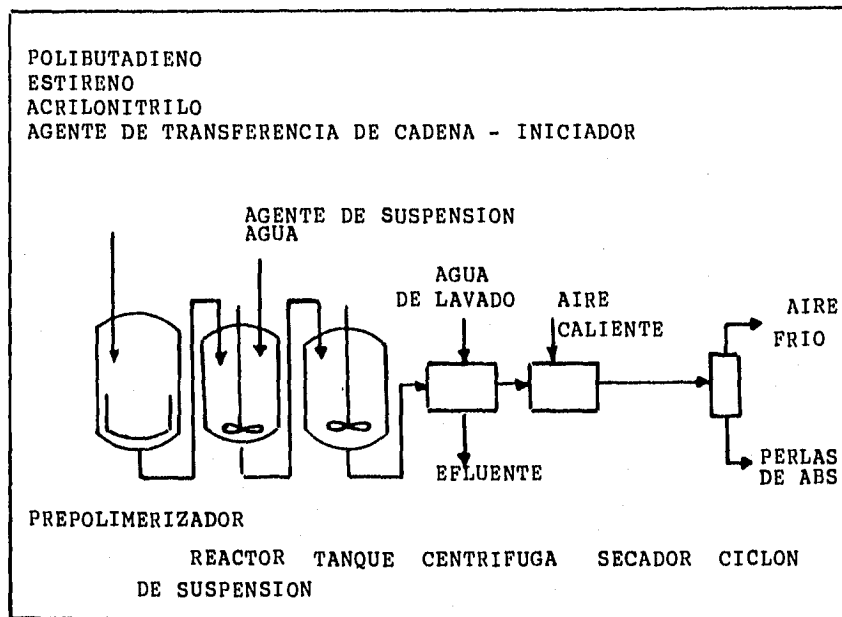 POLIBUTADIENO
ESTIRENO
ACRILONITRILO
AGENTE DE TRANSFERENCIA DE CADENA - INICIADOR
AGENTE DE SUSPENSION
AGUA
AGUA
DE LAVADO
AIRE
CALIENTE
AIRE
FRIO
EFLUENTE
PERLAS
DE ABS
PREPOLIMERIZADOR
REACTOR TANQUE CENTRIFUGA SECADOR CICLON
DE SUSPENSION